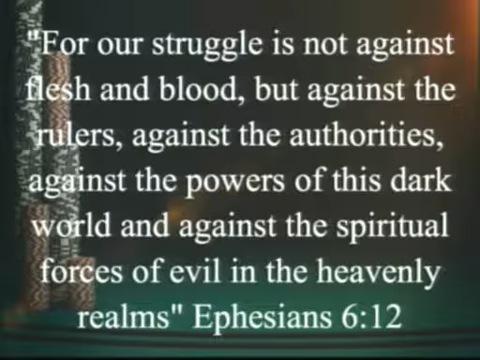 "For our struggle is not against
flesh and blood, but against the
rulers, against the authorities,
against the powers of this dark
world and against the spiritual
forces of evil in the heavenly
realms" Ephesians 6:12